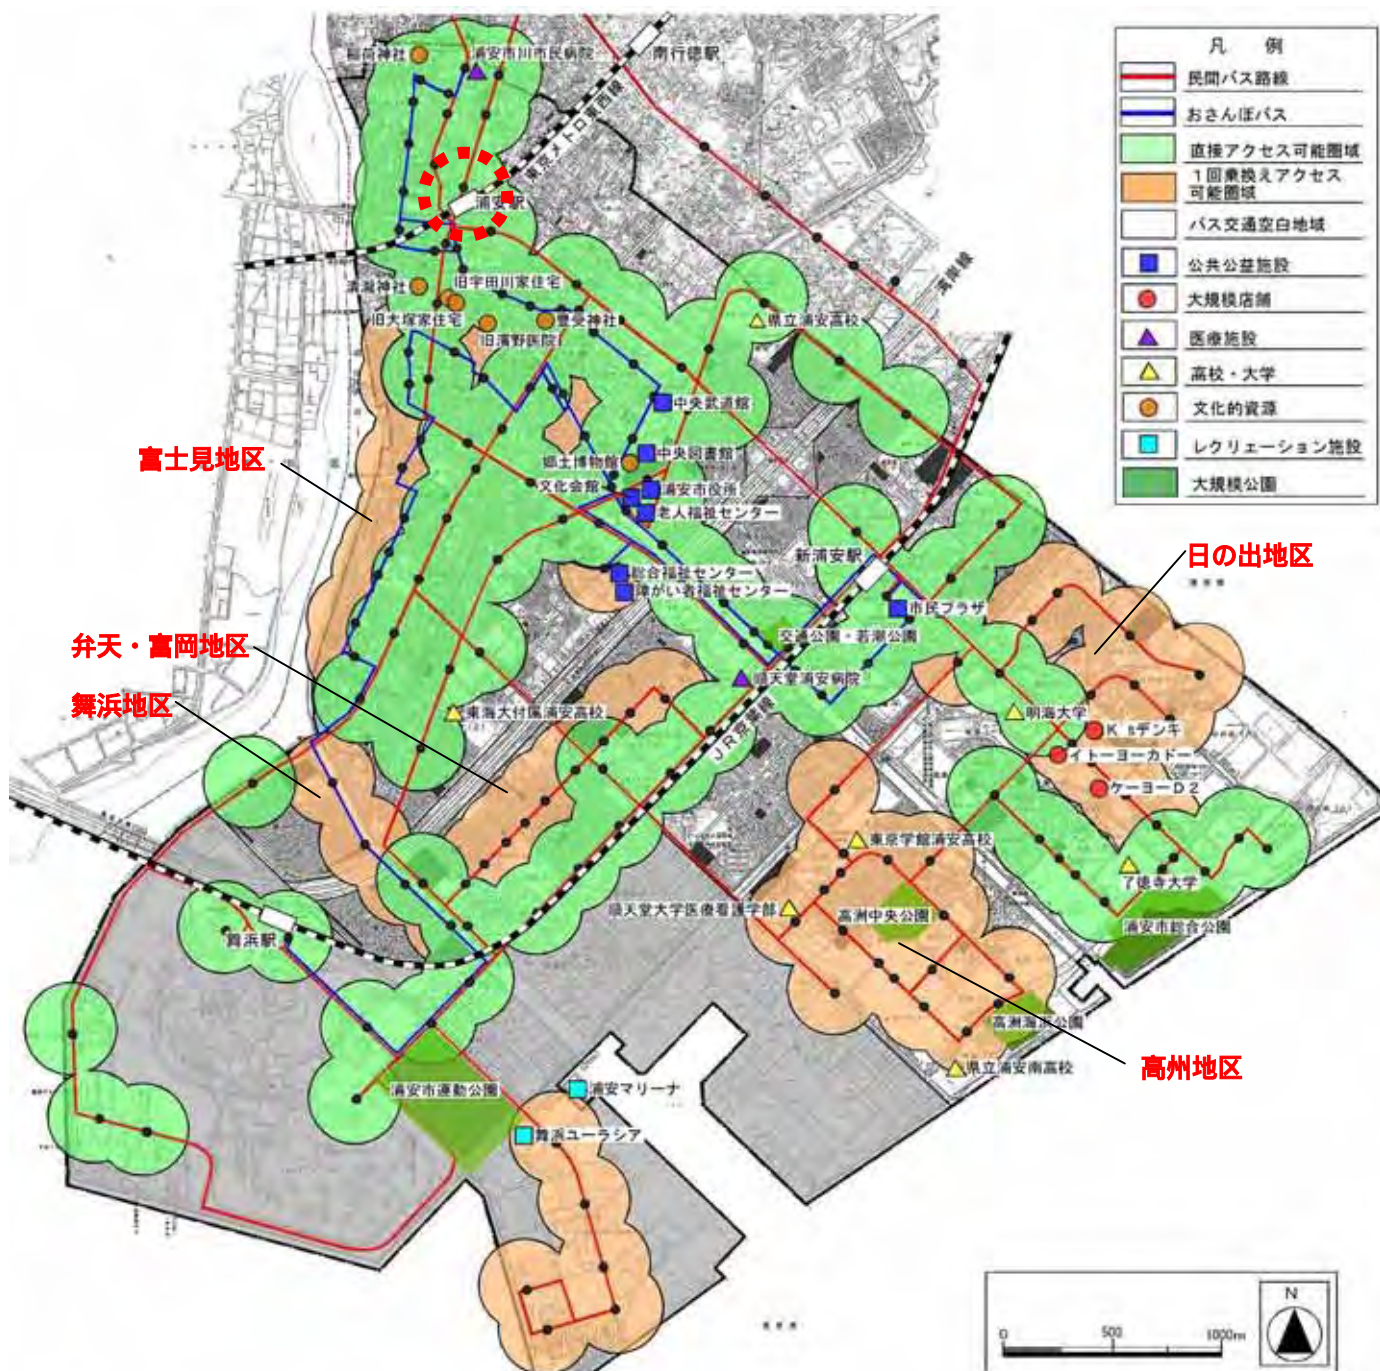 稲荷神社
浦安市川市民病院
南行徳駅
東京メトロ東西線
浦安駅
湾岸線
清瀧神社
旧宇田川家住宅
旧大塚家住宅
旧濱野医院
豊受神社
県立浦安高校
中央武道館
中央図書館
郷土博物館
文化会館
浦安市役所
老人福祉センター
富士見地区
新浦安駅
総合福祉センター
障がい者福祉センター
市民プラザ
日の出地区
交通公園・若潮公園
弁天・富岡地区
舞浜地区
順天堂浦安病院
東海大付属浦安高校
JR京葉線
明海大学
K'sデンキ
イトーヨーカドー
ケーヨーD2
東京学館浦安高校
了徳寺大学
順天堂大学医療看護学部
高洲中央公園
浦安市総合公園
舞浜駅
高洲海浜公園
県立浦安南高校
高州地区
浦安市運動公園
浦安マリーナ
舞浜ユーラシア
凡 例
民間バス路線
おさんぽバス
直接アクセス可能圏域
1回乗換えアクセス
可能圏域
バス交通空白地域
公共公益施設
大規模店舗
医療施設
高校・大学
文化的資源
レクリェーション施設
大規模公園
N
0 500 1000m